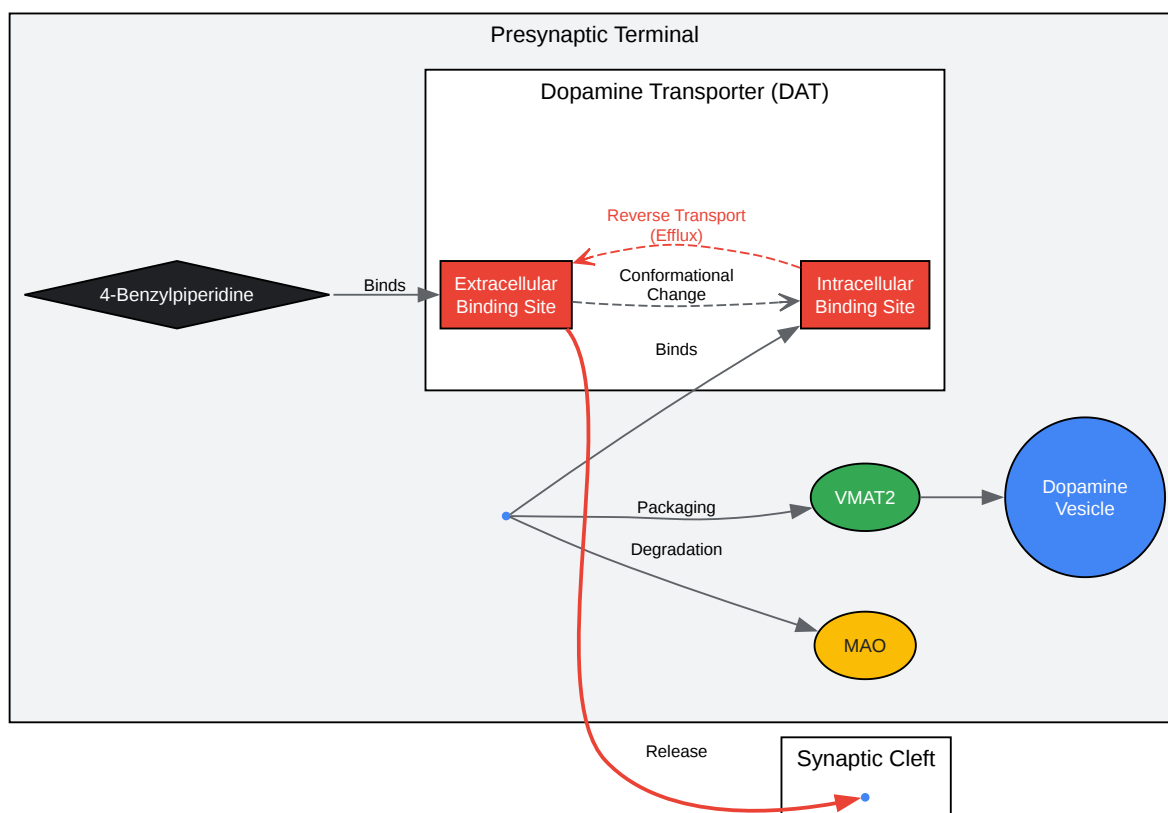 Presynaptic Terminal
Dopamine Transporter (DAT)
Reverse Transport
(Efflux)
4-Benzylpiperidine
Binds
Extracellular
Binding Site
Conformational
Change
Intracellular
Binding Site
Binds
Packaging
VMAT2
Dopamine
Vesicle
Degradation
MAO
Release
Synaptic Cleft